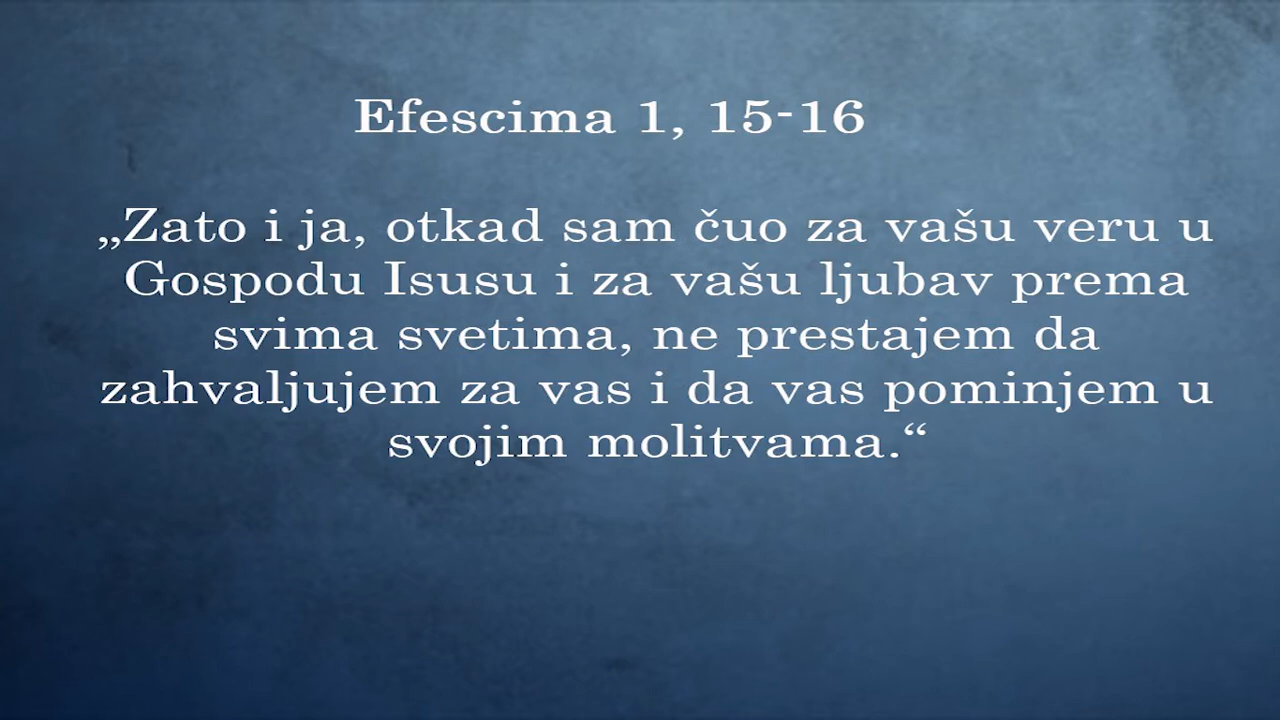 Efescima 1, 15-16
„Zato i ja, otkad sam čuo za vašu veru u
Gospodu Isusu i za vašu ljubav prema
svima svetima, ne prestajem da
zahvaljujem za vas i da vas pominjem u
svojim molitvama.“